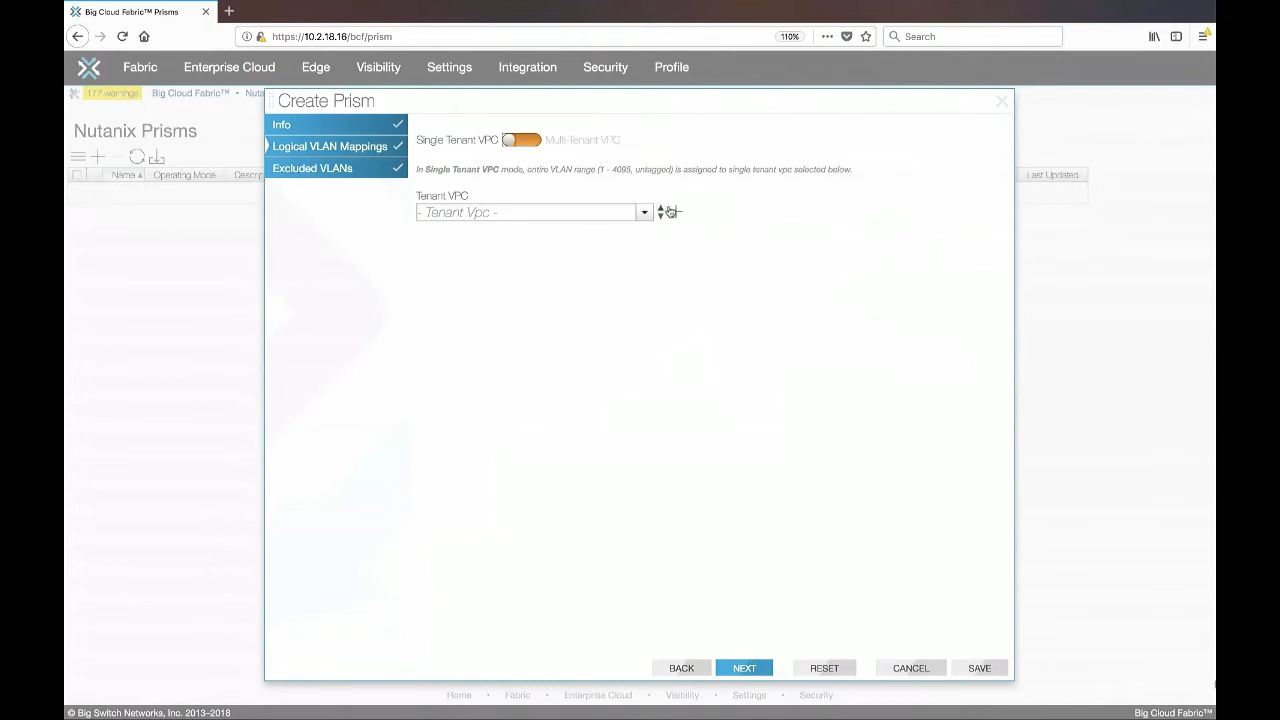 Big Cloud Fabric™ Prisms
https://10.2.18.16/bcf/prism
110%
Search
Fabric
Enterprise Cloud
Edge
Visibility
Settings
Integration
Security
Profile
177 warnings
Big Cloud Fabric™ • Nuta
Create Prism
Nutanix Prisms
Info
Logical VLAN Mappings
Excluded VLANs
Single Tenant VPC
Multi-Tenant VPC
In Single Tenant VPC mode, entire VLAN range (1 - 4095, untagged) is assigned to single tenant vpc selected below.
Name
Operating Mode
Descrip
Last Updated
Tenant VPC
- Tenant Vpc -
BACK
NEXT
RESET
CANCEL
SAVE
Home • Fabric • Enterprise Cloud • Visibility • Settings • Security
© Big Switch Networks, Inc. 2013-2018
Big Cloud Fabric™